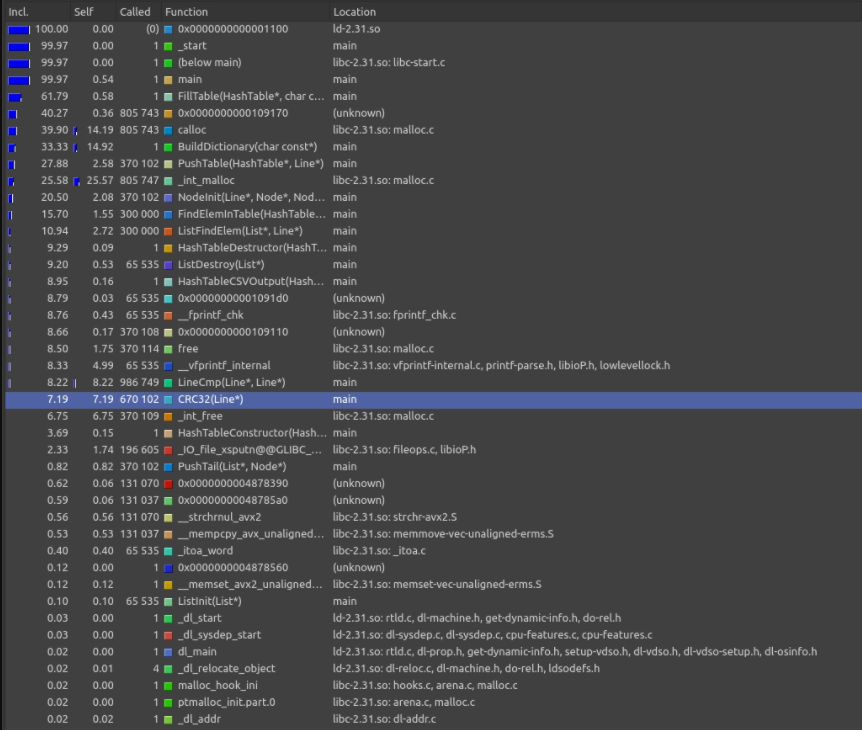 Incl. Self Called Function Location
100.00 0.00 (0) 0x0000000000001100 ld-2.31.so
99.97 0.00 1 _start main
99.97 0.00 1 (below main) libc-2.31.so: libc-start.c
99.97 0.54 1 main main
61.79 0.58 1 FillTable(HashTable*, char c... main
40.27 0.36 805 743 0x0000000000109170 (unknown)
39.90 14.19 805 743 calloc libc-2.31.so: malloc.c
33.33 14.92 1 BuildDictionary(char const*) main
27.88 2.58 370 102 PushTable(HashTable*, Line*) main
25.58 25.57 805 747 _int_malloc libc-2.31.so: malloc.c
20.50 2.08 370 102 NodeInit(Line*, Node*, Nod... main
15.70 1.55 300 000 FindElemInTable(HashTable... main
10.94 2.72 300 000 ListFindElem(List*, Line*) main
9.29 0.09 1 HashTableDestructor(HashT... main
9.20 0.53 65 535 ListDestroy(List*) main
8.95 0.16 1 HashTableCSVOutput(Hash... main
8.79 0.03 65 535 0x00000000001091d0 (unknown)
8.76 0.43 65 535 __fprintf_chk libc-2.31.so: fprintf_chk.c
8.66 0.17 370 108 0x0000000000109110 (unknown)
8.50 1.75 370 114 free libc-2.31.so: malloc.c
8.33 4.99 65 535 __vfprintf_internal libc-2.31.so: vfprintf-internal.c, printf-parse.h, libioP.h, lowlevellock.h
8.22 8.22 986 749 LineCmp(Line*, Line*) main
7.19 7.19 670 102 CRC32(Line*) main
6.75 6.75 370 109 _int_free libc-2.31.so: malloc.c
3.69 0.15 1 HashTableConstructor(Hash... main
2.33 1.74 196 605 _IO_file_xsputn@@GLIBC_... libc-2.31.so: fileops.c, libioP.h
0.82 0.82 370 102 PushTail(List*, Node*) main
0.62 0.06 131 070 0x0000000004878390 (unknown)
0.59 0.06 131 037 0x00000000048785a0 (unknown)
0.56 0.56 131 070 __strchrnul_avx2 libc-2.31.so: strchr-avx2.S
0.53 0.53 131 037 __mempcpy_avx_unaligned... libc-2.31.so: memmove-vec-unaligned-erms.S
0.40 0.40 65 535 _itoa_word libc-2.31.so: _itoa.c
0.12 0.00 1 0x0000000004878560 (unknown)
0.12 0.12 1 __memset_avx2_unaligned... libc-2.31.so: memset-vec-unaligned-erms.S
0.10 0.10 65 535 ListInit(List*) main
0.03 0.00 1 _dl_start ld-2.31.so: rtld.c, dl-machine.h, get-dynamic-info.h, do-rel.h
0.03 0.00 1 _dl_sysdep_start ld-2.31.so: dl-sysdep.c, dl-sysdep.c, cpu-features.c, cpu-features.c
0.02 0.00 1 dl_main ld-2.31.so: rtld.c, dl-prop.h, get-dynamic-info.h, setup-vdso.h, dl-vdso.h, dl-vdso-setup.h, dl-osinfo.h
0.02 0.01 4 _dl_relocate_object ld-2.31.so: dl-reloc.c, dl-machine.h, do-rel.h, ldsodefs.h
0.02 0.00 1 malloc_hook_ini libc-2.31.so: hooks.c, arena.c, malloc.c
0.02 0.00 1 ptmalloc_init.part.0 libc-2.31.so: arena.c, malloc.c
0.02 0.02 1 _dl_addr libc-2.31.so: dl-addr.c